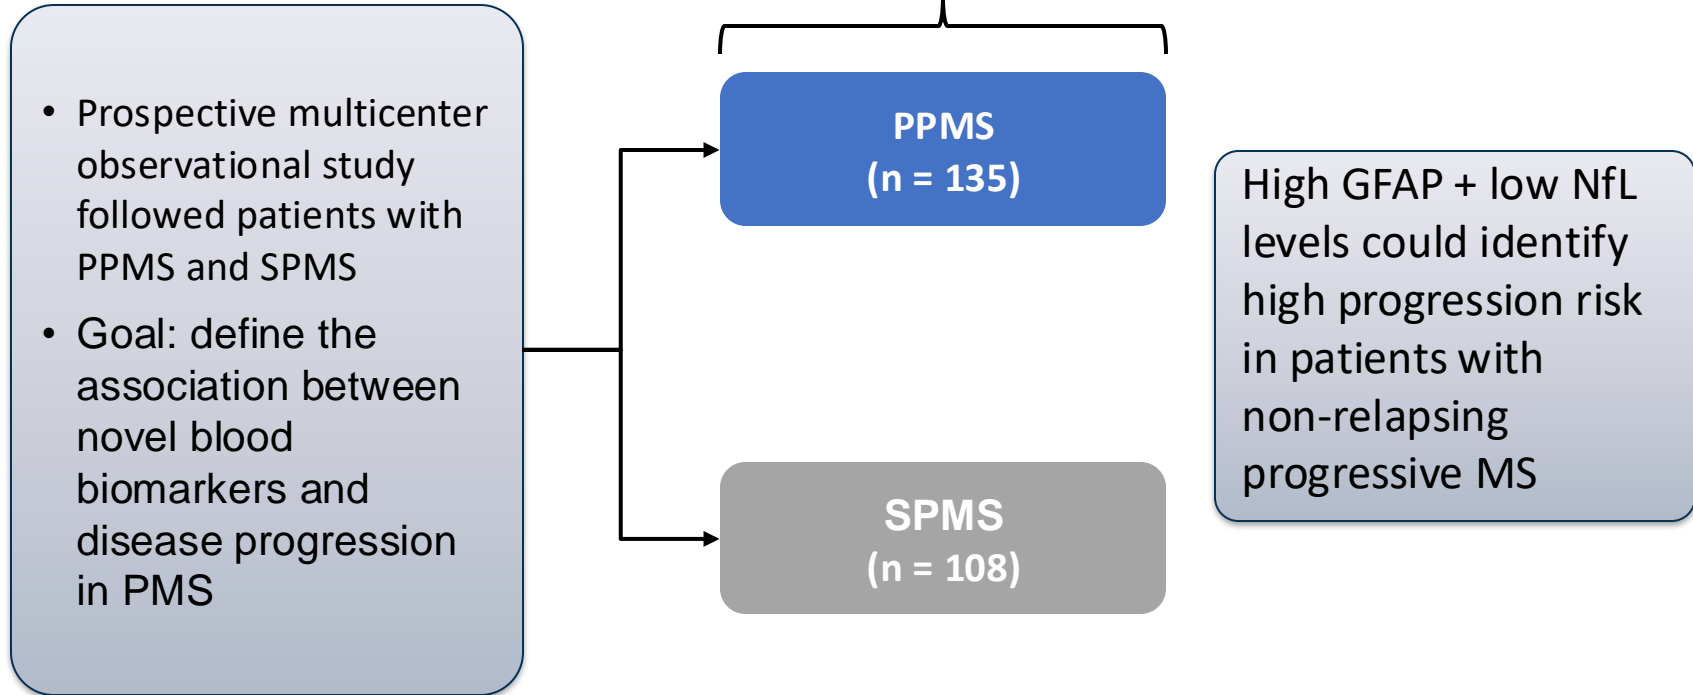 • Prospective multicenter
observational study
followed patients with
PPMS and SPMS
• Goal: define the
association between
novel blood
biomarkers and
disease progression
in PMS
PPMS
(n = 135)
SPMS
(n = 108)
High GFAP + low NfL
levels could identify
high progression risk
in patients with
non-relapsing
progressive MS